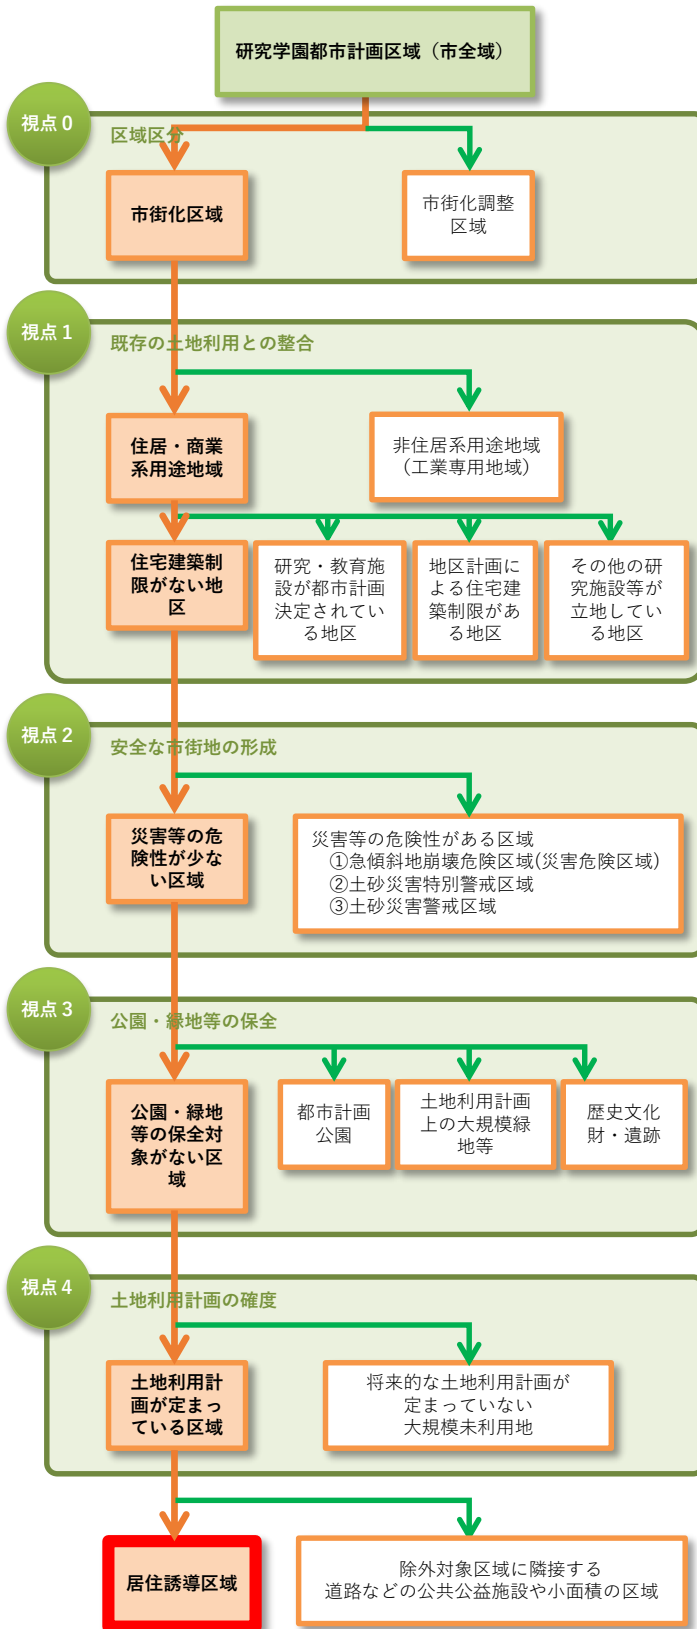 研究学園都市計画区域（市全域）
視点０
区域区分
市街化区域
市街化調整
区域
視点１
既存の土地利用との整合
住居・商業
系用途地域
非住居系用途地域
（工業専用地域）
住宅建築制
限がない地
区
研究・教育施
設が都市計画
決定されてい
る地区
地区計画に
よる住宅建
築制限があ
る地区
その他の研
究施設等が
立地してい
る地区
視点２
安全な市街地の形成
災害等の危
険性が少な
い区域
災害等の危険性がある区域
①急傾斜地崩壊危険区域(災害危険区域)
②土砂災害特別警戒区域
③土砂災害警戒区域
視点３
公園・緑地等の保全
公園・緑地
等の保全対
象がない区
域
都市計画
公園
土地利用計画
上の大規模緑
地等
歴史文化
財・遺跡
視点４
土地利用計画の確度
土地利用計
画が定まっ
ている区域
将来的な土地利用計画が
定まっていない
大規模未利用地
居住誘導区域
除外対象区域に隣接する
道路などの公共公益施設や小面積の区域